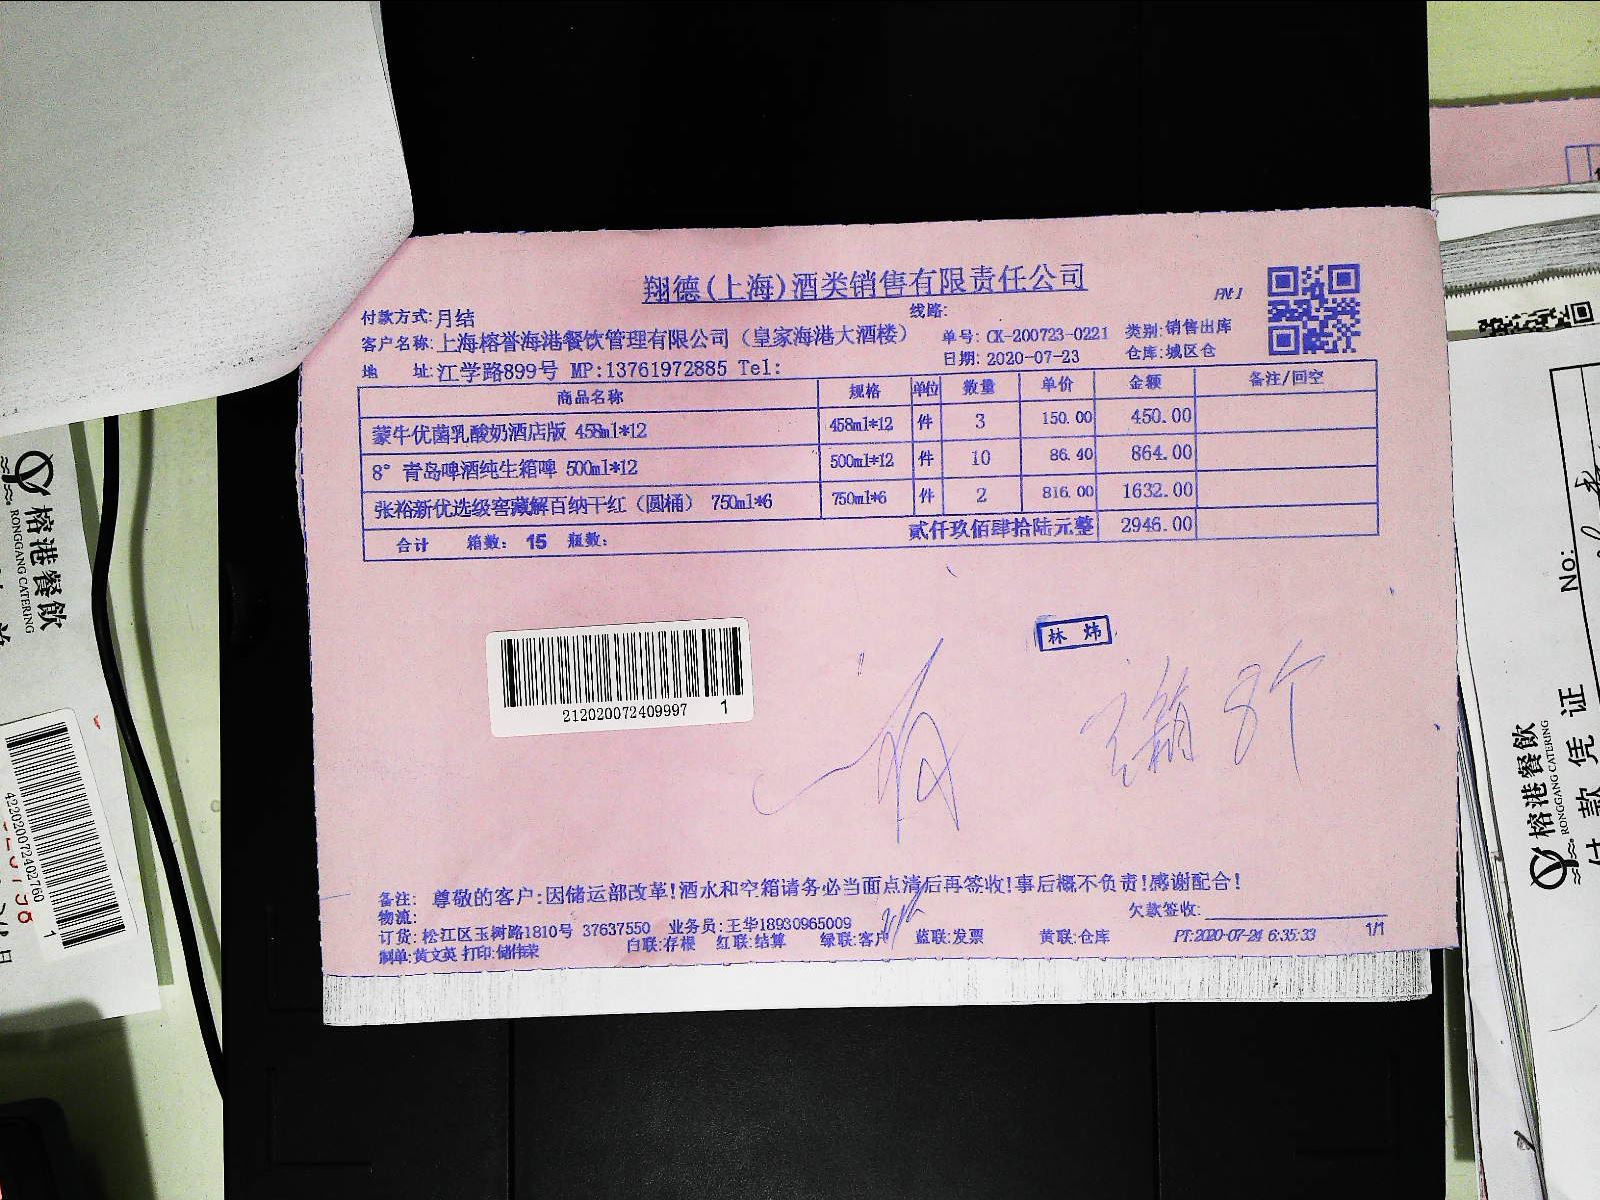 翔德(上海)酒类销售有限责任公司
PN:1
付款方式:月结
线路:
客户名称:上海榕誉海港餐饮管理有限公司（皇家海港大酒楼）
单号: CK-200723-0221 类别:销售出库
地 址:江学路899号 MP:13761972885 Tel:
日期: 2020-07-23 仓库:城区仓
商品名称 规格 单位 数量 单价 金额 备注/回空
蒙牛优菌乳酸奶酒店版 458ml*12 458ml*12 件 3 150.00 450.00
8° 青岛啤酒纯生箱啤 500ml*12 500ml*12 件 10 86.40 864.00
张裕新优选级窖藏解百纳干红（圆桶） 750ml*6 750ml*6 件 2 816.00 1632.00
合计 箱数: 15 瓶数: 贰仟玖佰肆拾陆元整 2946.00
林炜
212020072409997 1
备注: 尊敬的客户:因储运部改革!酒水和空箱请务必当面点清后再签收!事后概不负责!感谢配合!
物流:
欠款签收:
订货:松江区玉树路1810号 37637550 业务员:王华18930965009
制单:黄文英 打印:储伟荣 白联:存根 红联:结算 绿联:客户 蓝联:发票 黄联:仓库 PT:2020-07-24 6:35:33 1/1
榕港餐飲
RONGGANG CATERING
422020072402760 1
No:
付款凭证
榕港餐飲
RONGGANG CATERING